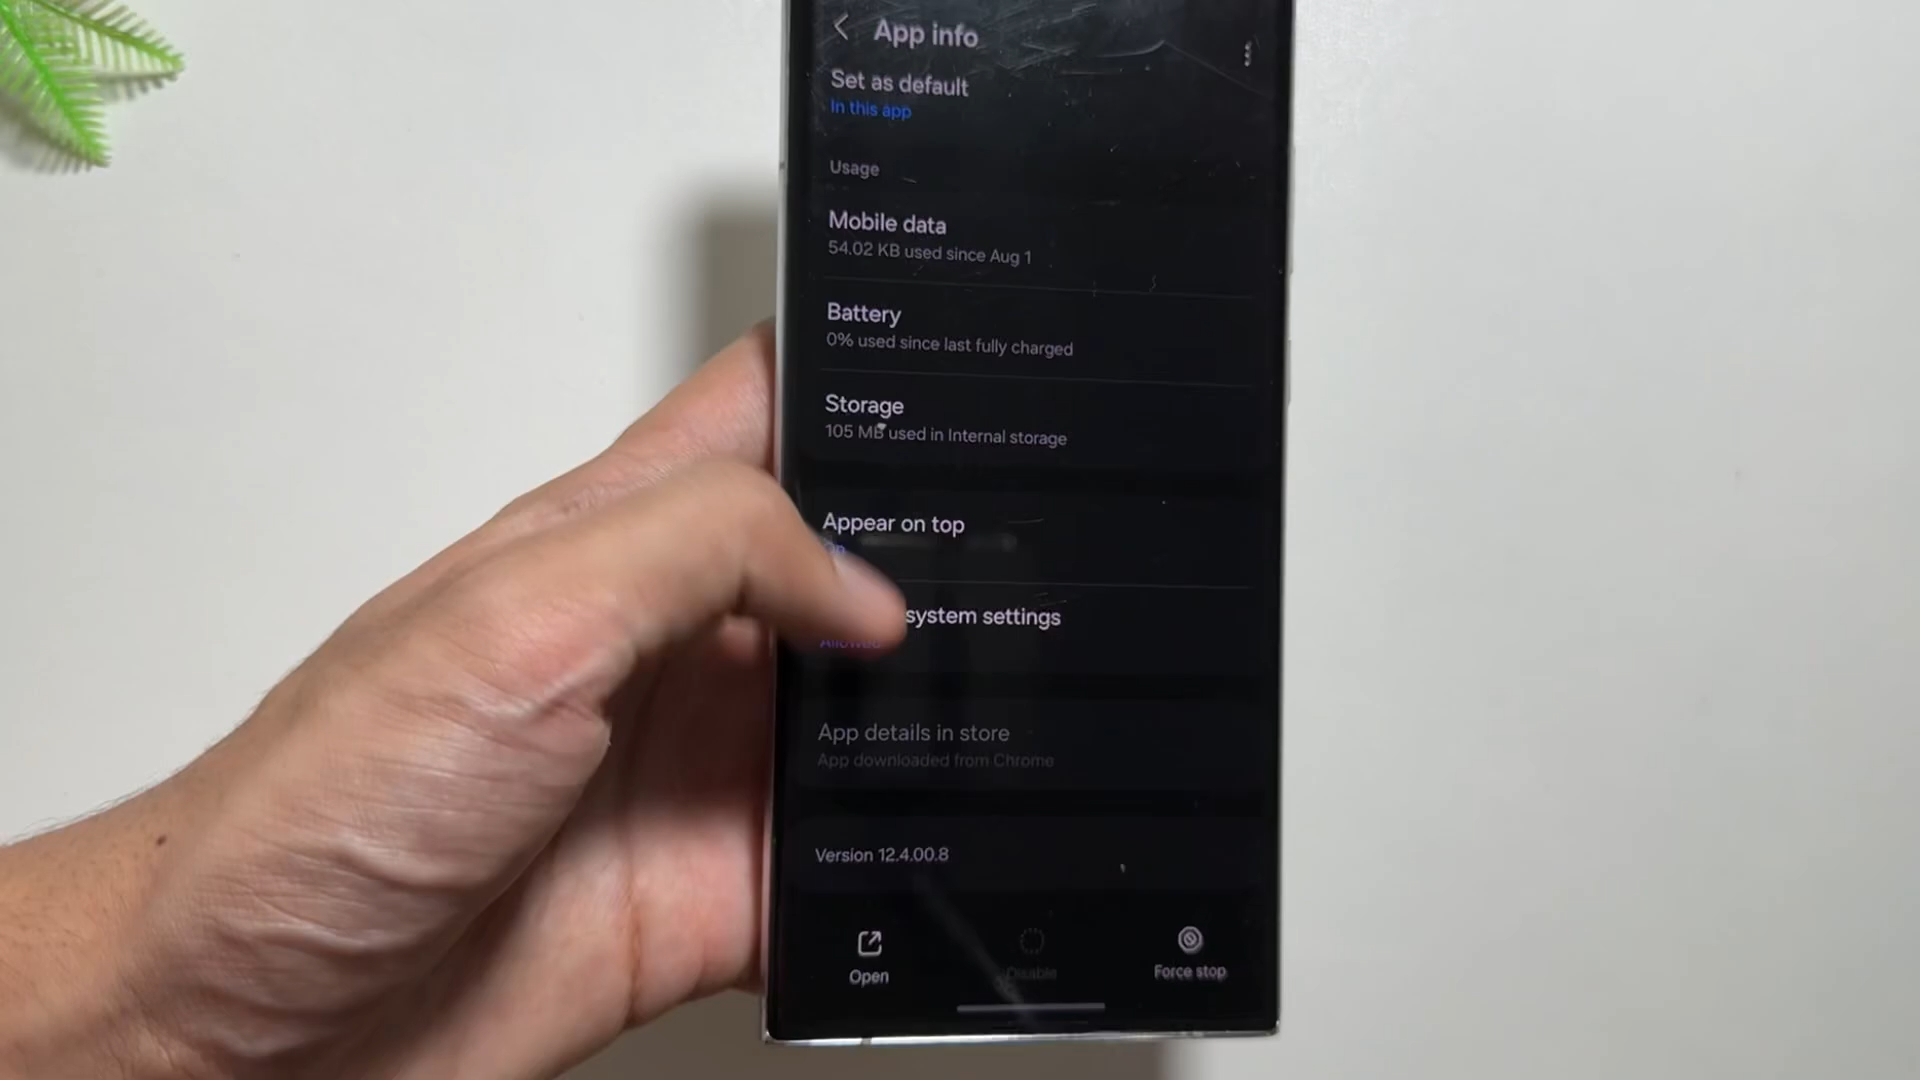 App info
Set as default
In this app
Usage
Mobile data
54.02 KB used since Aug 1
Battery
0% used since last fully charged
Storage
105 MB used in Internal storage
Appear on top
On
system settings
Allowed
App details in store
App downloaded from Chrome
Version 12.4.00.8
Open
Disable
Force stop